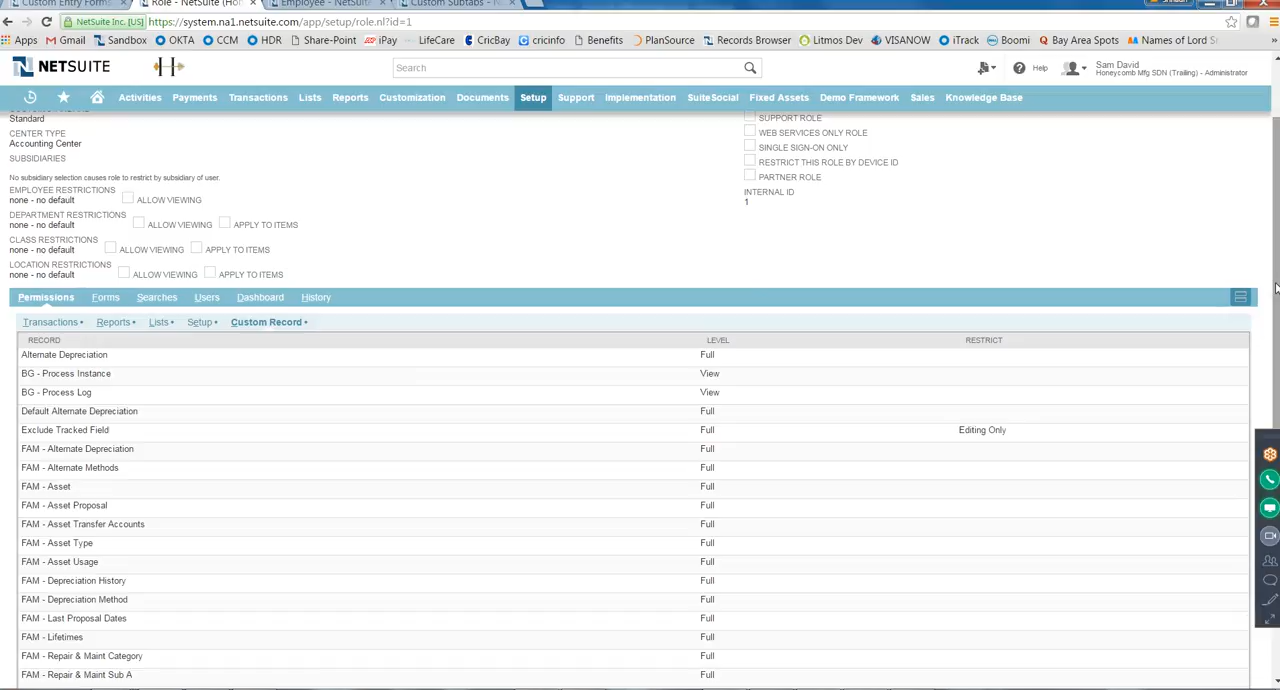 Custom Entry Forms
Role - NetSuite (Ho
Employee - NetSuite
Custom Subtabs - N
NetSuite Inc. [US] https://system.na1.netsuite.com/app/setup/role.nl?id=1
Apps Gmail Sandbox OKTA CCM HDR Share-Point iPay LifeCare CricBay cricinfo Benefits PlanSource Records Browser Litmos Dev VISANOW iTrack Boomi Bay Area Spots Names of Lord S
NETSUITE
Search
Help
Sam David
Honeycomb Mfg SDN (Trailing) - Administrator
Activities Payments Transactions Lists Reports Customization Documents Setup Support Implementation SuiteSocial Fixed Assets Demo Framework Sales Knowledge Base
Standard
CENTER TYPE
Accounting Center
SUBSIDIARIES
No subsidiary selection causes role to restrict by subsidiary of user.
EMPLOYEE RESTRICTIONS
none - no default
ALLOW VIEWING
DEPARTMENT RESTRICTIONS
none - no default
ALLOW VIEWING APPLY TO ITEMS
CLASS RESTRICTIONS
none - no default
ALLOW VIEWING APPLY TO ITEMS
LOCATION RESTRICTIONS
none - no default
ALLOW VIEWING APPLY TO ITEMS
SUPPORT ROLE
WEB SERVICES ONLY ROLE
SINGLE SIGN-ON ONLY
RESTRICT THIS ROLE BY DEVICE ID
PARTNER ROLE
INTERNAL ID
1
Permissions Forms Searches Users Dashboard History
Transactions • Reports • Lists • Setup • Custom Record •
RECORD LEVEL RESTRICT
Alternate Depreciation Full
BG - Process Instance View
BG - Process Log View
Default Alternate Depreciation Full
Exclude Tracked Field Full Editing Only
FAM - Alternate Depreciation Full
FAM - Alternate Methods Full
FAM - Asset Full
FAM - Asset Proposal Full
FAM - Asset Transfer Accounts Full
FAM - Asset Type Full
FAM - Asset Usage Full
FAM - Depreciation History Full
FAM - Depreciation Method Full
FAM - Last Proposal Dates Full
FAM - Lifetimes Full
FAM - Repair & Maint Category Full
FAM - Repair & Maint Sub A Full